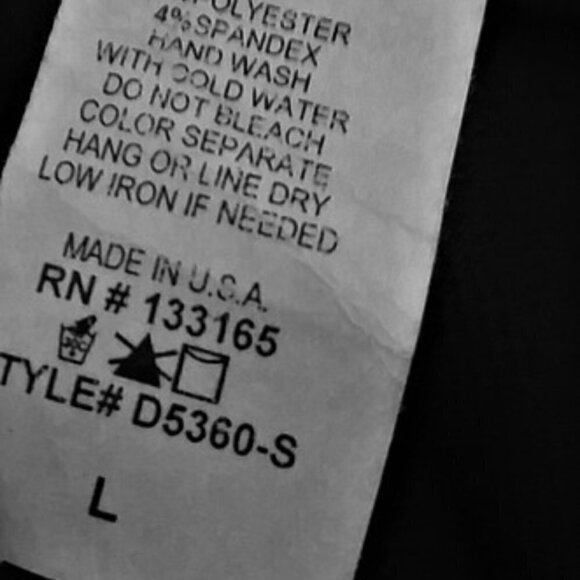 POLYESTER
4%SPANDEX
HAND WASH
WITH COLD WATER
DO NOT BLEACH
COLOR SEPARATE
HANG OR LINE DRY
LOW IRON IF NEEDED
MADE IN U.S.A.
RN # 133165
TYLE# D5360-S
L